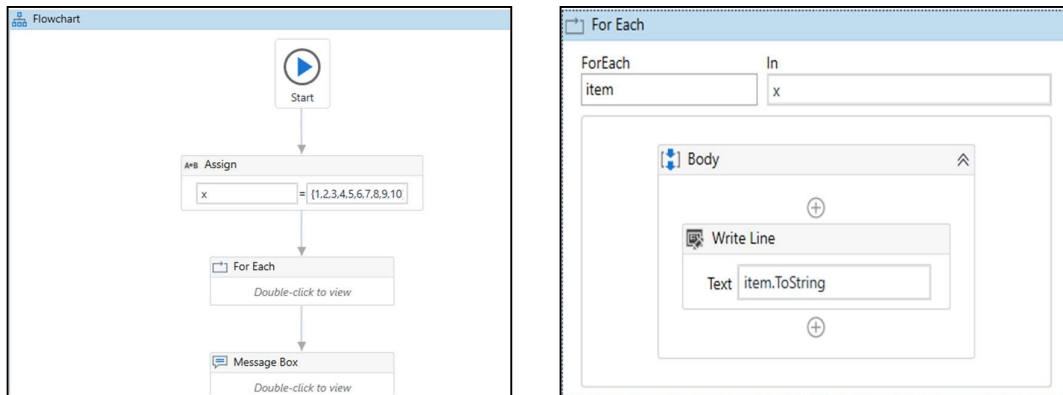 Flowchart
Start
A+B Assign
x = {1,2,3,4,5,6,7,8,9,10
For Each
Double-click to view
Message Box
Double-click to view
For Each
ForEach In
item x
Body
Write Line
Text item.ToString